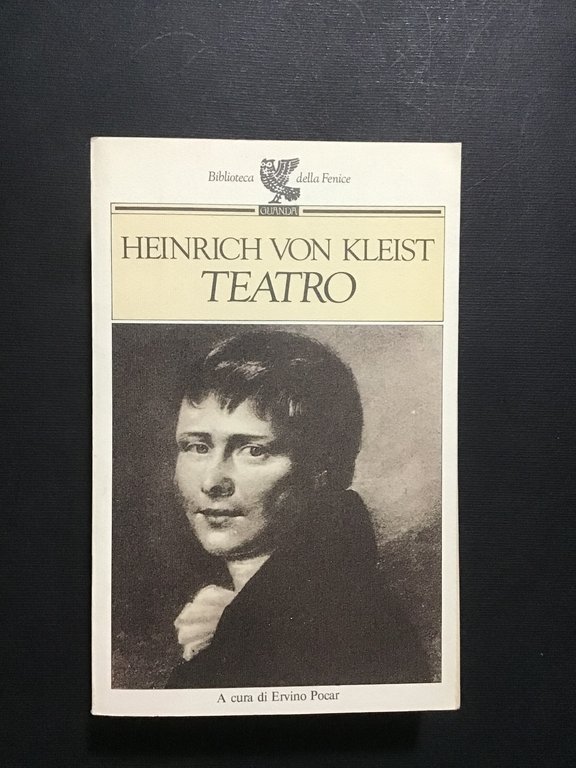 Biblioteca della Fenice
GUANDA
HEINRICH VON KLEIST
TEATRO
A cura di Ervino Pocar